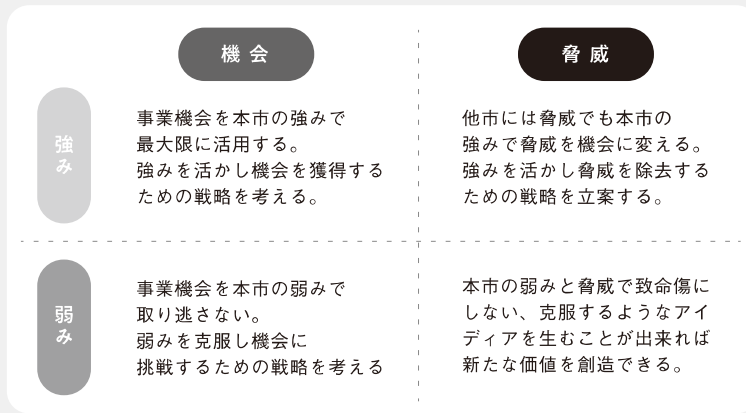 機会
脅威
強み
事業機会を本市の強みで
最大限に活用する。
強みを活かし機会を獲得する
ための戦略を考える。
他市には脅威でも本市の
強みで脅威を機会に変える。
強みを活かし脅威を除去する
ための戦略を立案する。
弱み
事業機会を本市の弱みで
取り逃さない。
弱みを克服し機会に
挑戦するための戦略を考える
本市の弱みと脅威で致命傷に
しない、克服するようなアイ
ディアを生むことが出来れば
新たな価値を創造できる。